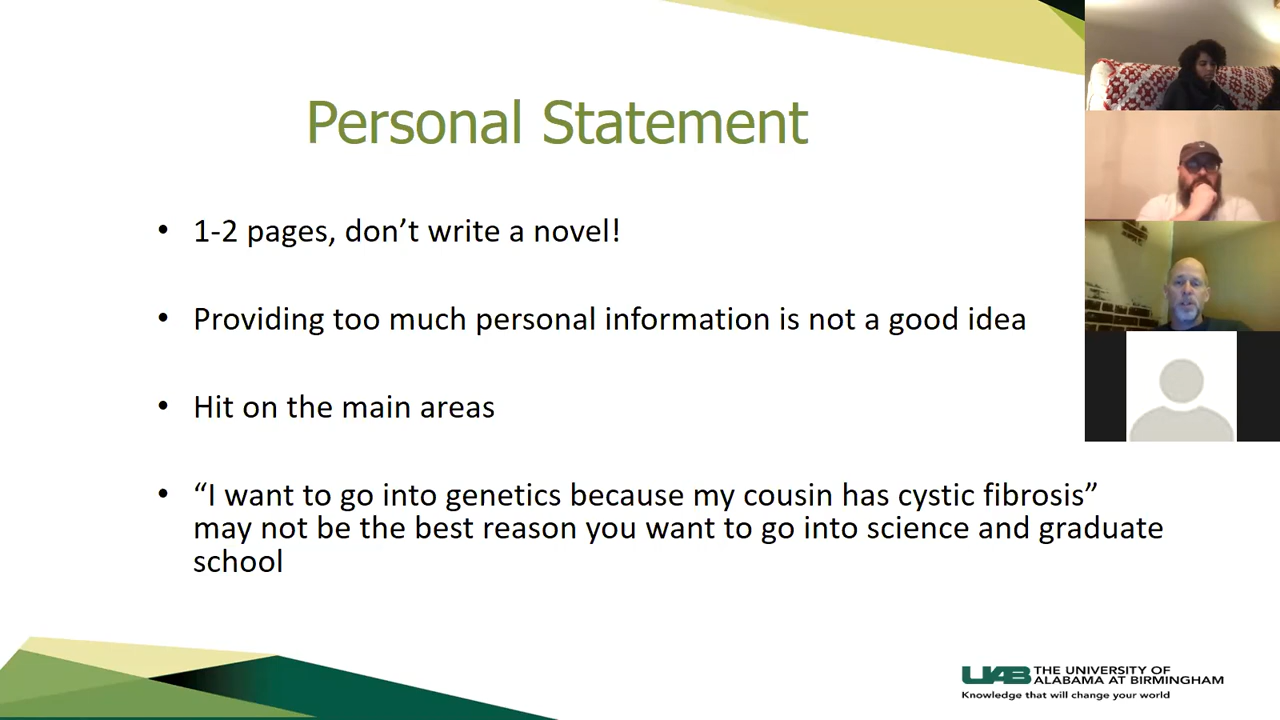 Personal Statement
• 1-2 pages, don’t write a novel!
• Providing too much personal information is not a good idea
• Hit on the main areas
• “I want to go into genetics because my cousin has cystic fibrosis”
may not be the best reason you want to go into science and graduate
school
UAB THE UNIVERSITY OF
ALABAMA AT BIRMINGHAM
Knowledge that will change your world